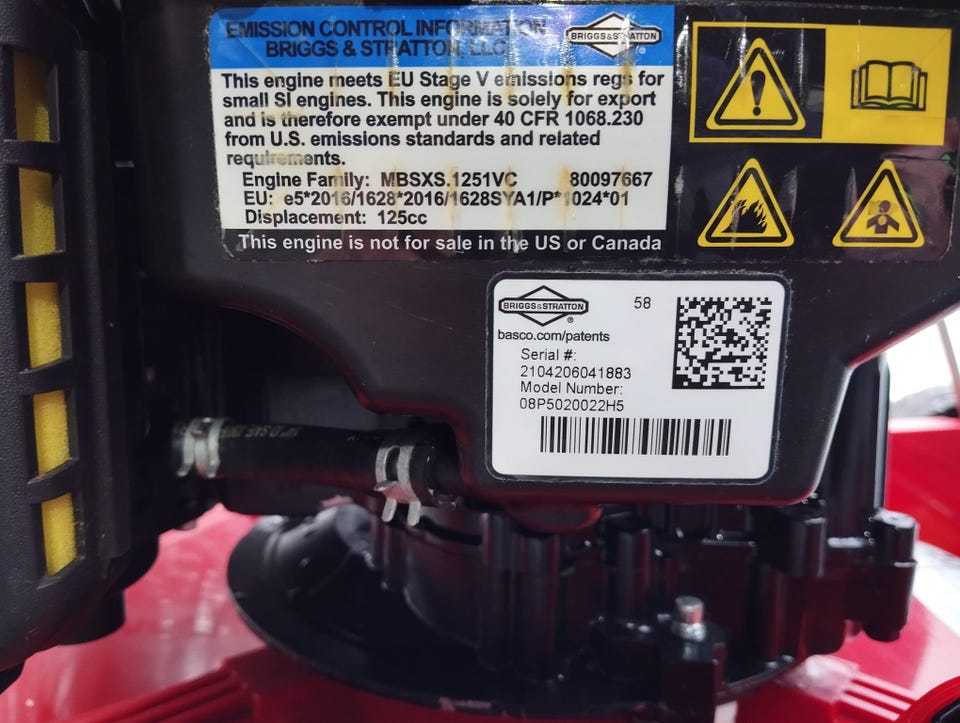 EMISSION CONTROL INFORMATION
BRIGGS & STRATTON, LLC
BRIGGS&STRATTON
®
This engine meets EU Stage V emissions regs for
small SI engines. This engine is solely for export
and is therefore exempt under 40 CFR 1068.230
from U.S. emissions standards and related
requirements.
Engine Family: MBSXS.1251VC 80097667
EU: e5*2016/1628*2016/1628SYA1/P*1024*01
Displacement: 125cc
This engine is not for sale in the US or Canada
BRIGGS&STRATTON
®
58
basco.com/patents
Serial #:
2104206041883
Model Number:
08P5020022H5